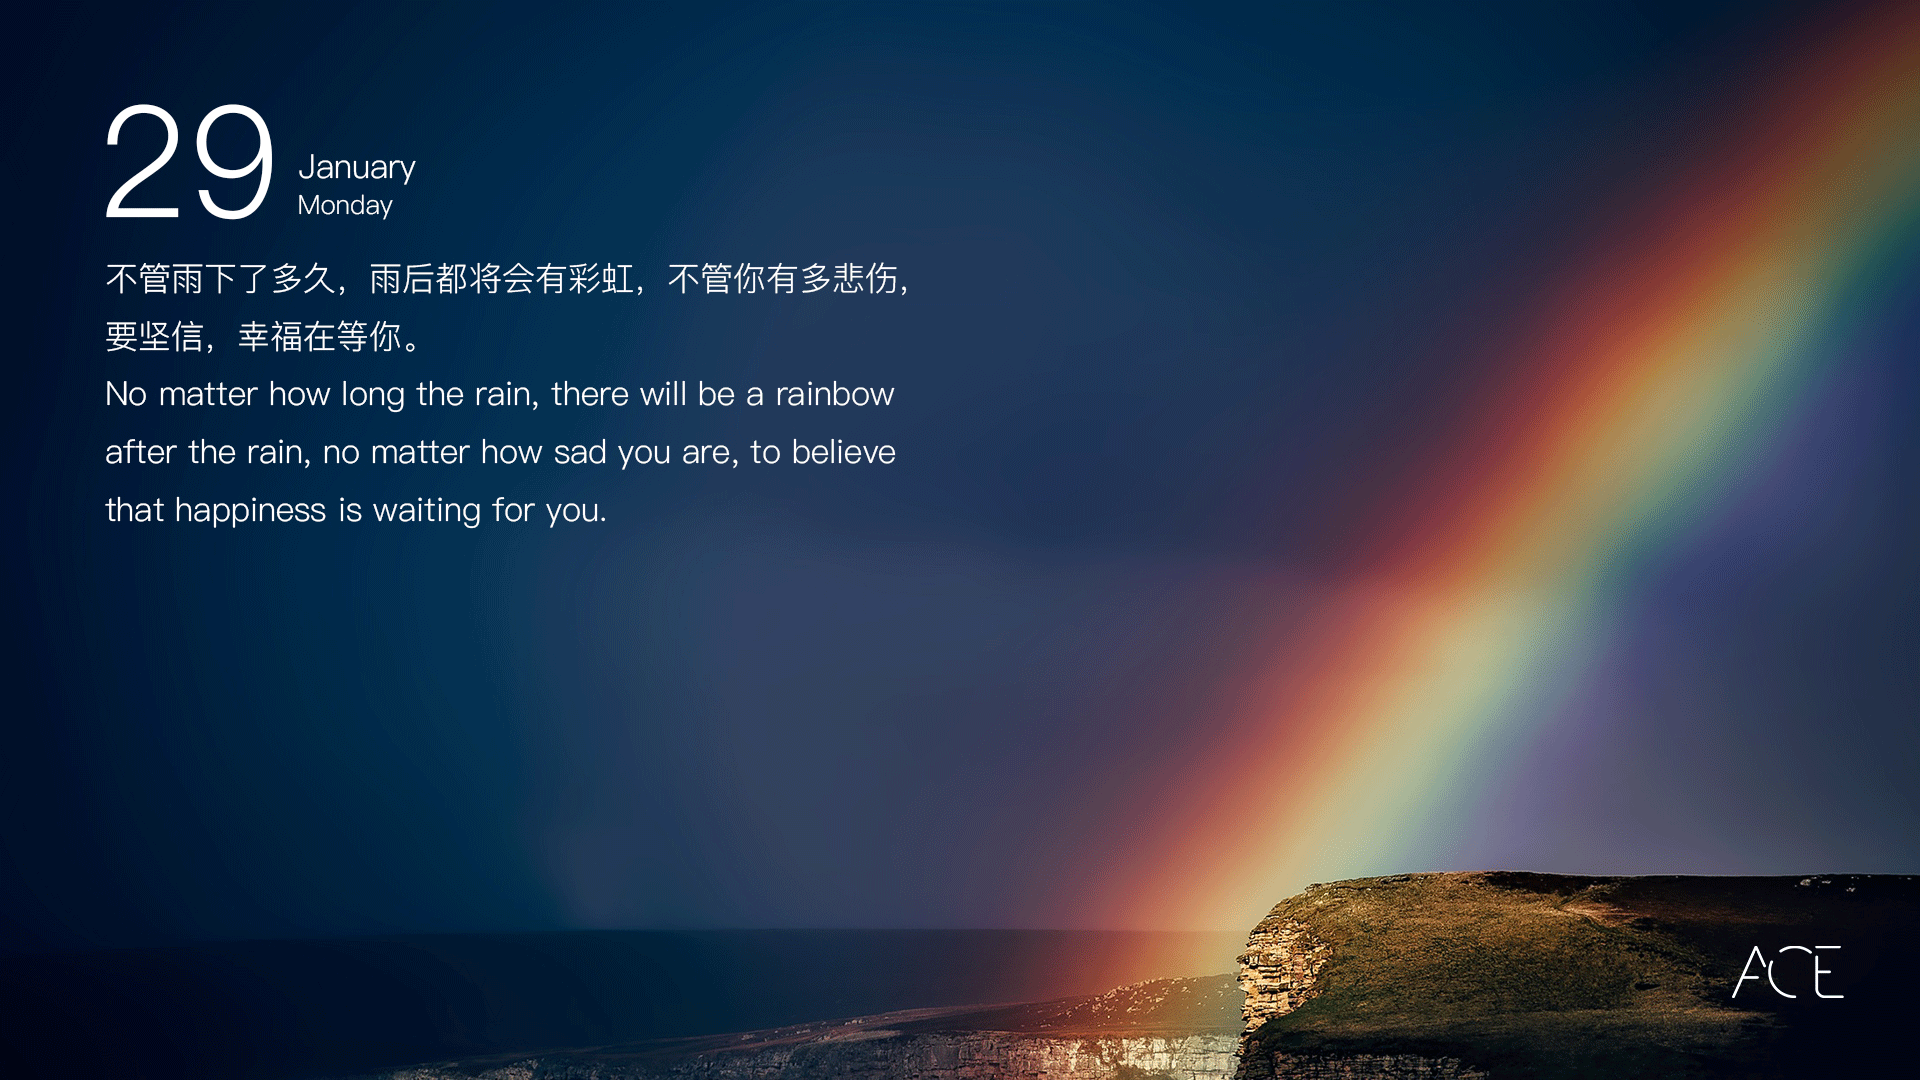 29
January
Monday
不管雨下了多久，雨后都将会有彩虹，不管你有多悲伤，
要坚信，幸福在等你。
No matter how long the rain, there will be a rainbow
after the rain, no matter how sad you are, to believe
that happiness is waiting for you.
ACE